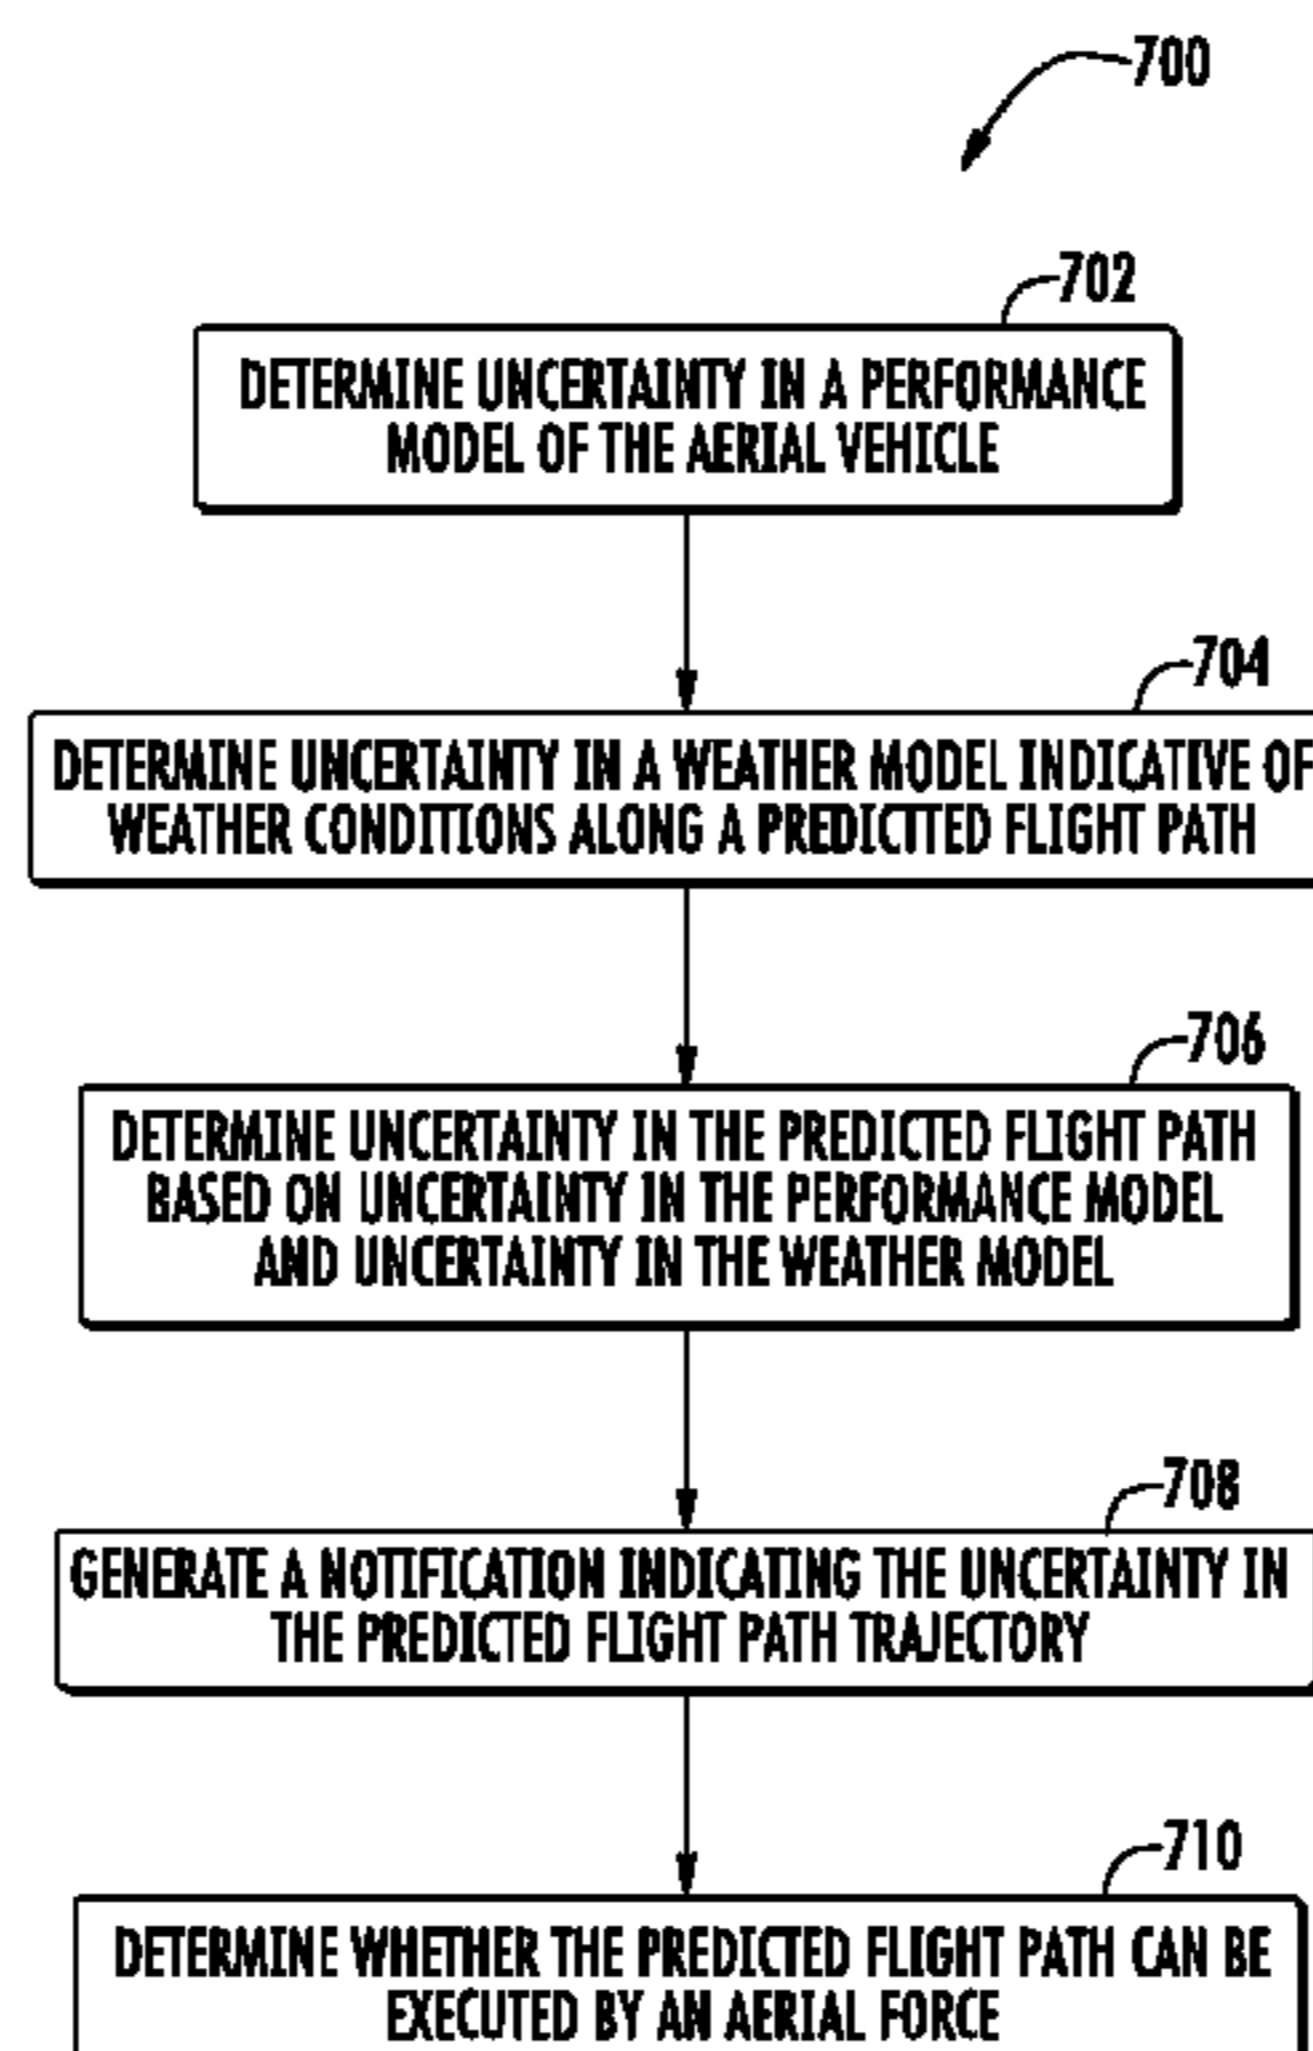 700
702
DETERMINE UNCERTAINTY IN A PERFORMANCE
MODEL OF THE AERIAL VEHICLE
704
DETERMINE UNCERTAINTY IN A WEATHER MODEL INDICATIVE OF
WEATHER CONDITIONS ALONG A PREDICTTED FLIGHT PATH
706
DETERMINE UNCERTAINTY IN THE PREDICTED FLIGHT PATH
BASED ON UNCERTAINTY IN THE PERFORMANCE MODEL
AND UNCERTAINTY IN THE WEATHER MODEL
708
GENERATE A NOTIFICATION INDICATING THE UNCERTAINTY IN
THE PREDICTED FLIGHT PATH TRAJECTORY
710
DETERMINE WHETHER THE PREDICTED FLIGHT PATH CAN BE
EXECUTED BY AN AERIAL FORCE